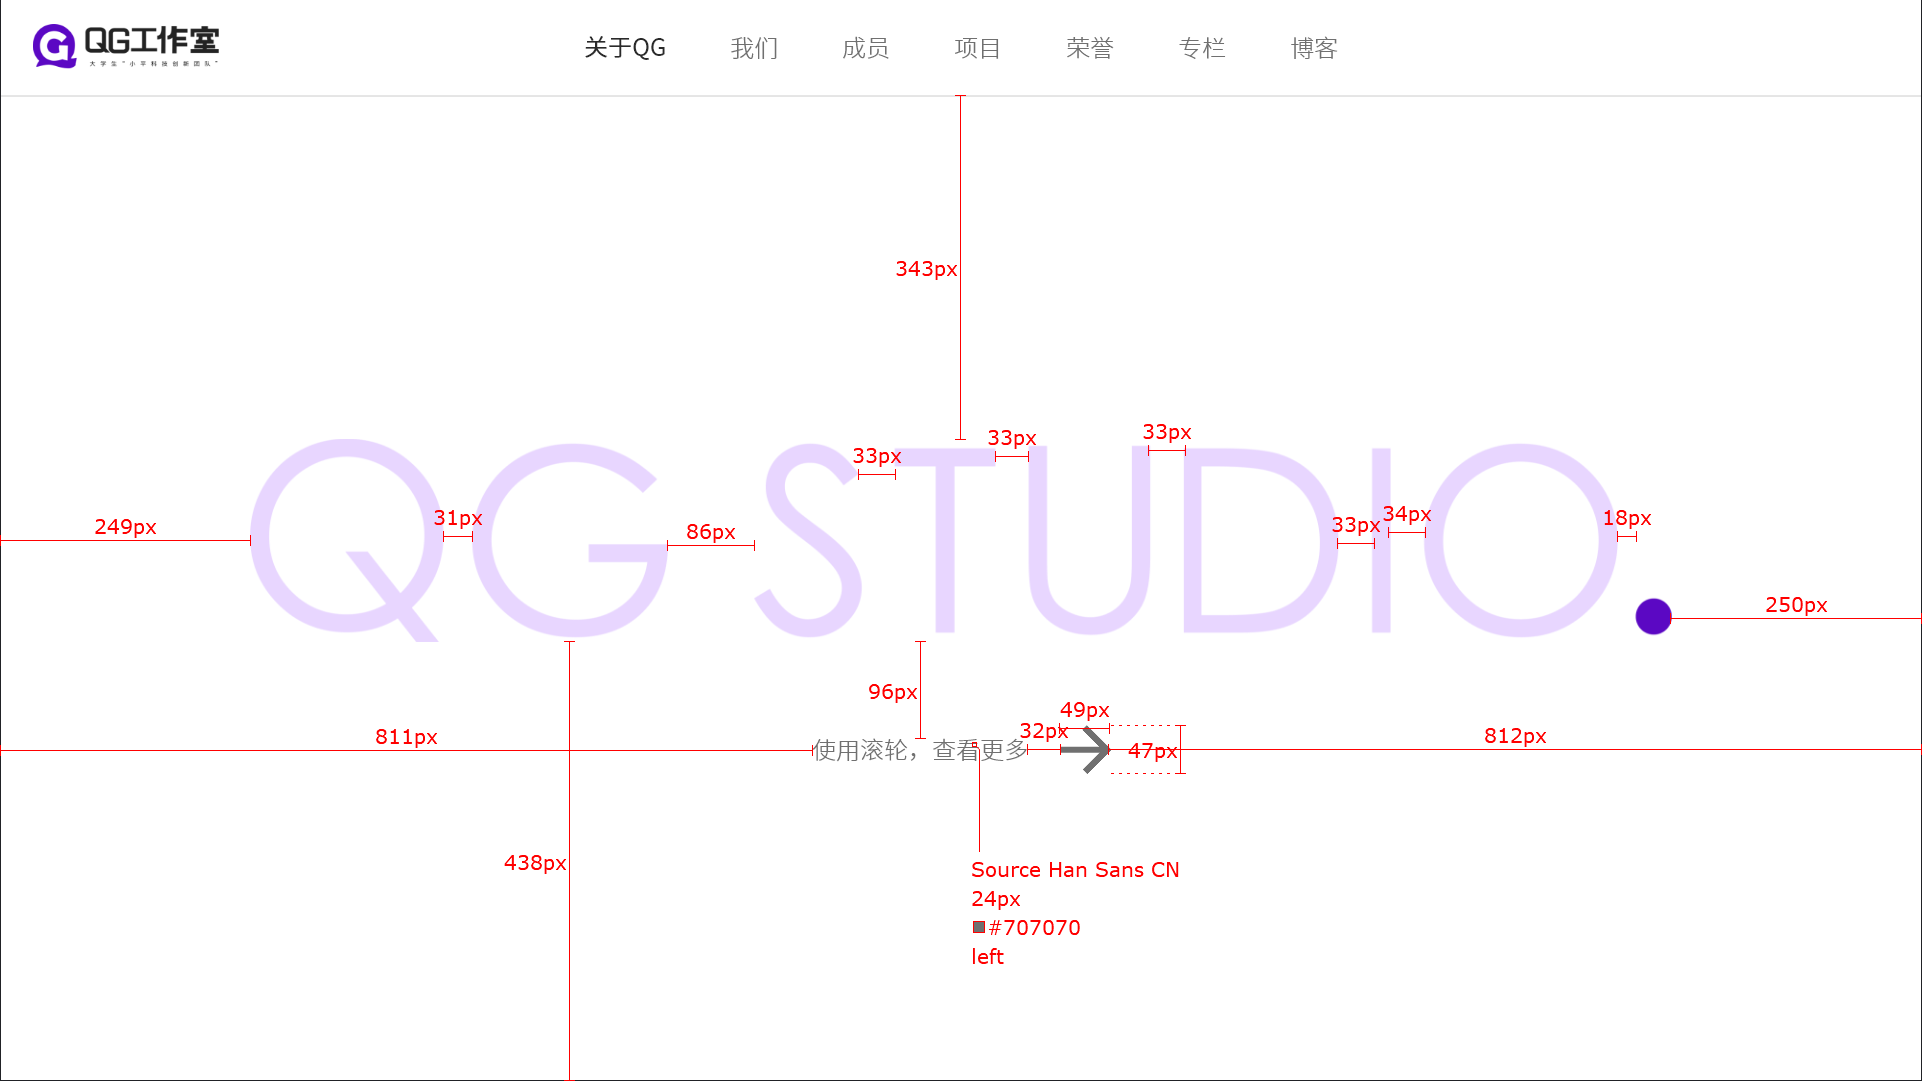 QG工作室
大学生“小平科技创新团队”
关于QG 我们 成员 项目 荣誉 专栏 博客
343px
33px
33px
33px
QG STUDIO.
249px
31px
86px
33px
34px
18px
250px
96px
49px
32px
811px
使用滚轮，查看更多
47px
812px
438px
Source Han Sans CN
24px
#707070
left